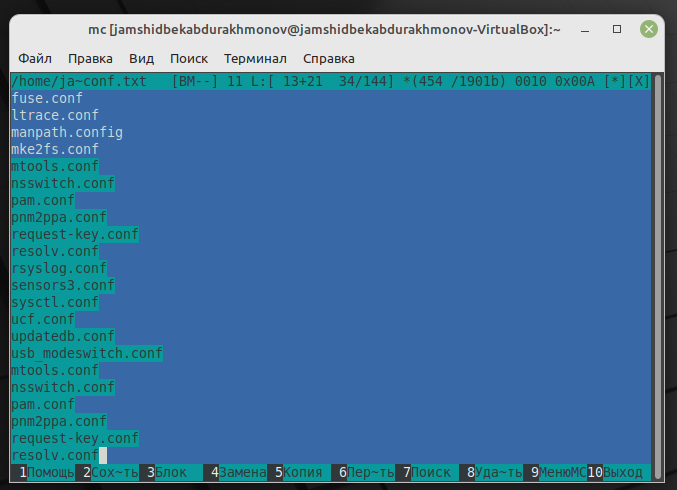 mc [jamshidbekabdurakhmonov@jamshidbekabdurakhmonov-VirtualBox]:~
Файл Правка Вид Поиск Терминал Справка
/home/ja~conf.txt [BM--] 11 L:[ 13+21 34/144] *(454 /1901b) 0010 0x00A [*][X]
fuse.conf
ltrace.conf
manpath.config
mke2fs.conf
mtools.conf
nsswitch.conf
pam.conf
pnm2ppa.conf
request-key.conf
resolv.conf
rsyslog.conf
sensors3.conf
sysctl.conf
ucf.conf
updatedb.conf
usb_modeswitch.conf
mtools.conf
nsswitch.conf
pam.conf
pnm2ppa.conf
request-key.conf
resolv.conf
1Помощь 2Сох~ть 3Блок 4Замена 5Копия 6Пер~ть 7Поиск 8Уда~ть 9МенюMC 10Выход